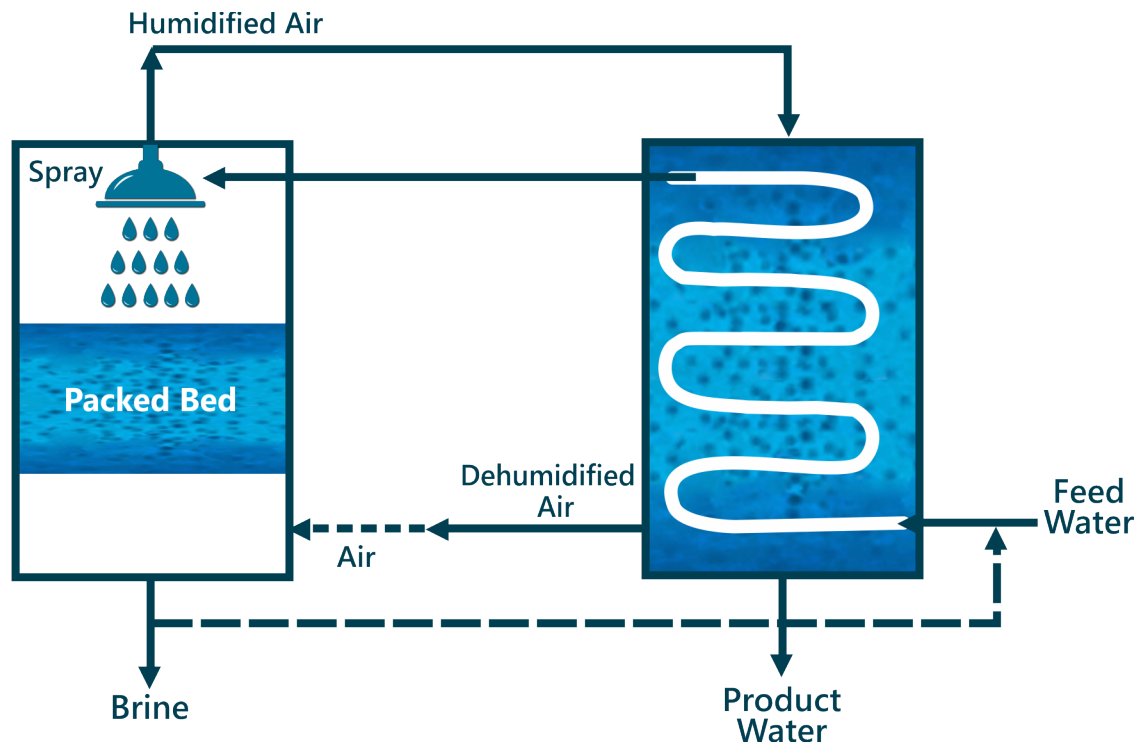 Humidified Air
Spray
Packed Bed
Dehumidified
Air
Air
Feed
Water
Brine
Product
Water